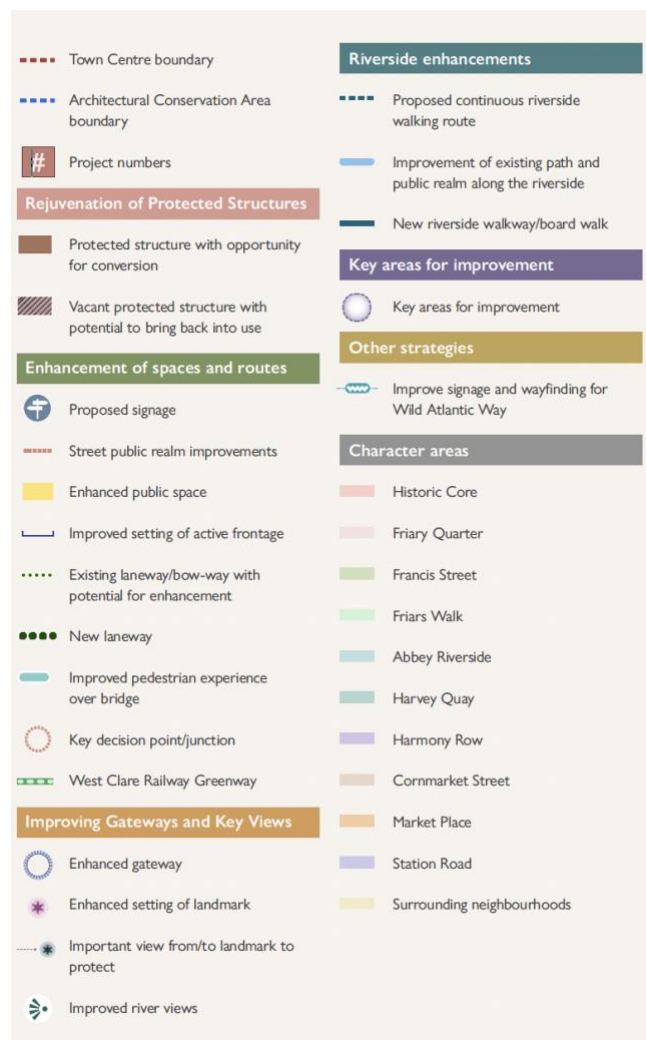 Town Centre boundary
Architectural Conservation Area
boundary
#
Project numbers
Rejuvenation of Protected Structures
Protected structure with opportunity
for conversion
Vacant protected structure with
potential to bring back into use
Enhancement of spaces and routes
Proposed signage
Street public realm improvements
Enhanced public space
Improved setting of active frontage
Existing laneway/bow-way with
potential for enhancement
New laneway
Improved pedestrian experience
over bridge
Key decision point/junction
West Clare Railway Greenway
Improving Gateways and Key Views
Enhanced gateway
Enhanced setting of landmark
Important view from/to landmark to
protect
Improved river views
Riverside enhancements
Proposed continuous riverside
walking route
Improvement of existing path and
public realm along the riverside
New riverside walkway/board walk
Key areas for improvement
Key areas for improvement
Other strategies
Improve signage and wayfinding for
Wild Atlantic Way
Character areas
Historic Core
Friary Quarter
Francis Street
Friars Walk
Abbey Riverside
Harvey Quay
Harmony Row
Cornmarket Street
Market Place
Station Road
Surrounding neighbourhoods